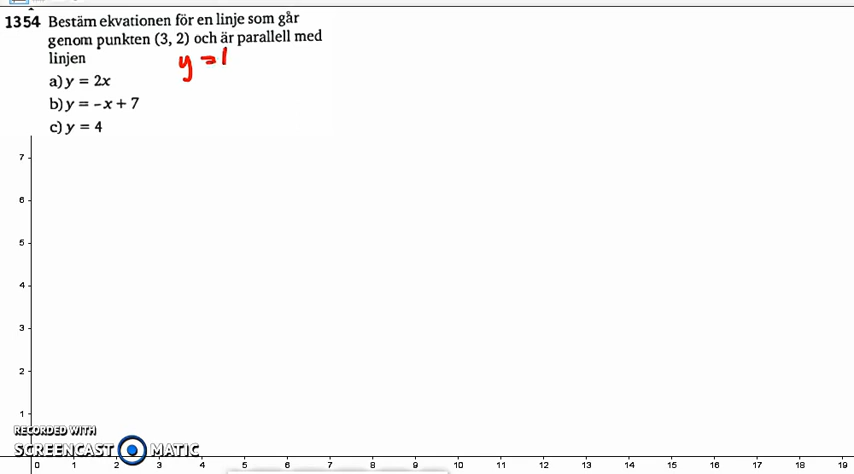 1354 Bestäm ekvationen för en linje som går
genom punkten (3, 2) och är parallell med
linjen
y = 1
a) y = 2x
b) y = –x + 7
c) y = 4
7
6
5
4
3
2
1
RECORDED WITH
SCREENCAST MATIC
0 1 2 3 4 5 6 7 8 9 10 11 12 13 14 15 16 17 18 19